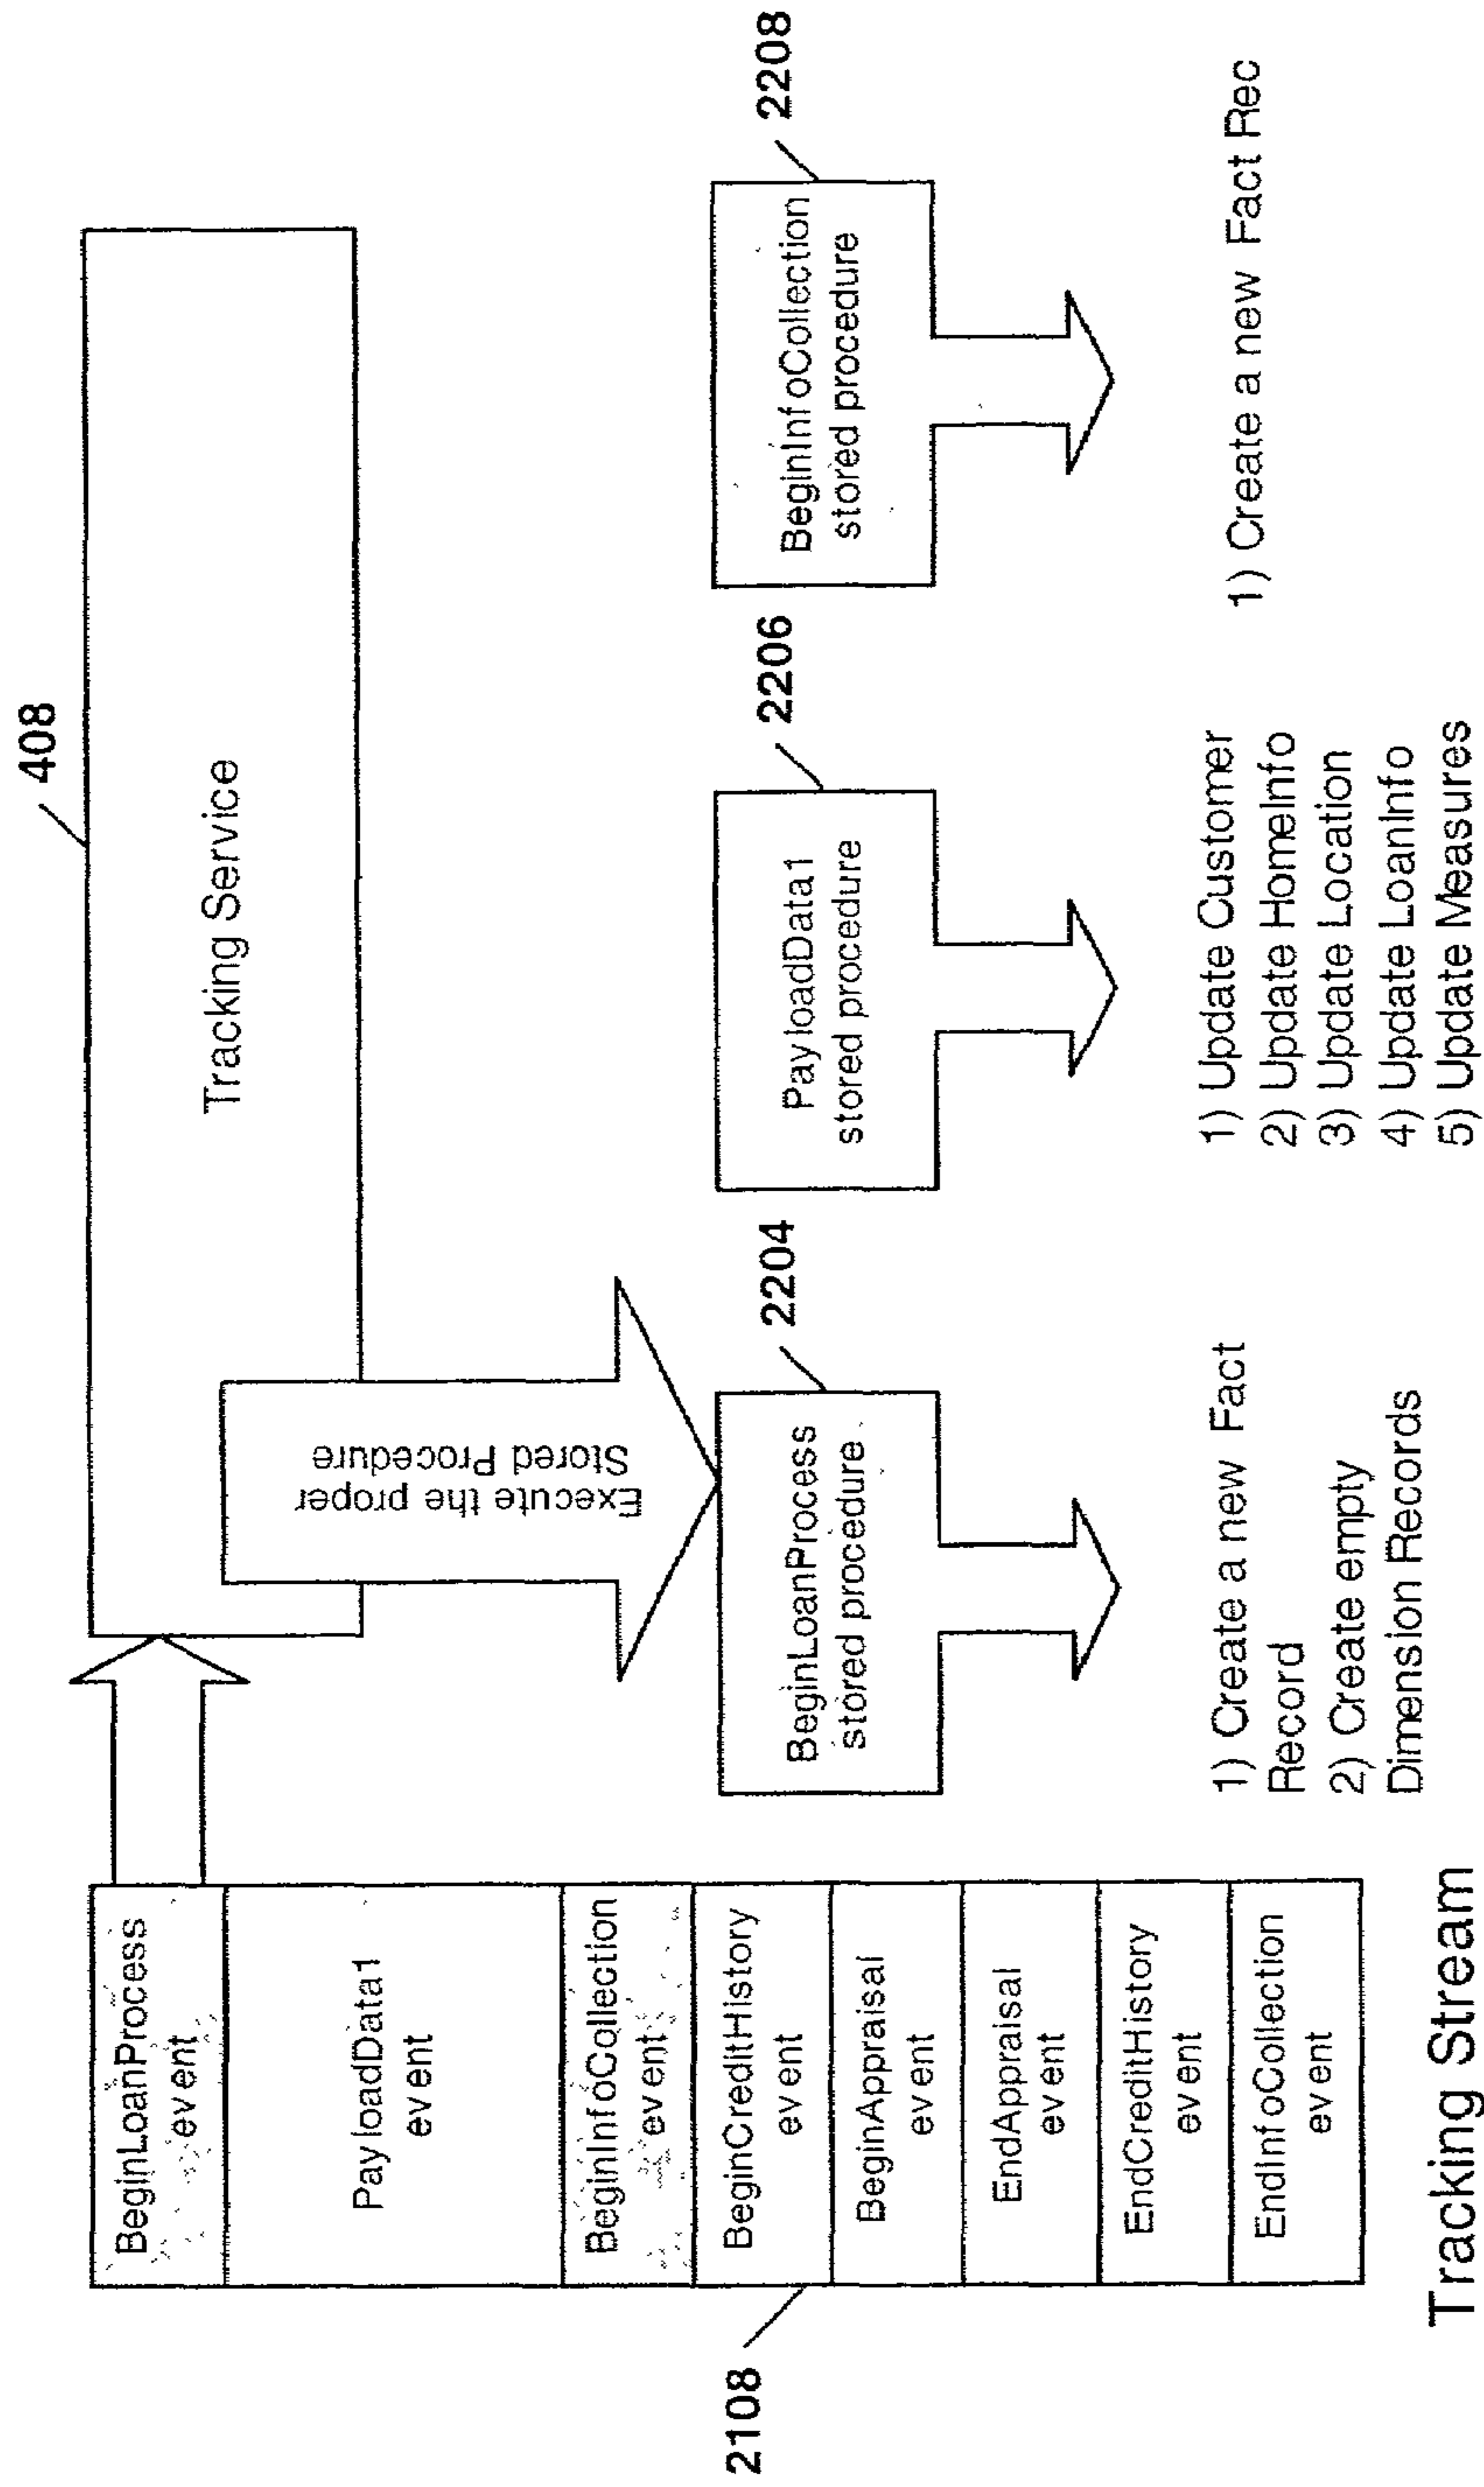 408
Tracking Service
BeginLoanProcess
event
PayloadData1
event
BeginInfoCollection
event
BeginCreditHistory
event
BeginAppraisal
event
EndAppraisal
event
EndCreditHistory
event
EndInfoCollection
event
2108
Tracking Stream
Execute the proper
Stored Procedure
2204
BeginLoanProcess
stored procedure
1) Create a new Fact
Record
2) Create empty
Dimension Records
2206
PayloadData1
stored procedure
1) Update Customer
2) Update HomeInfo
3) Update Location
4) Update LoanInfo
5) Update Measures
2208
BeginInfoCollection
stored procedure
1) Create a new Fact Rec